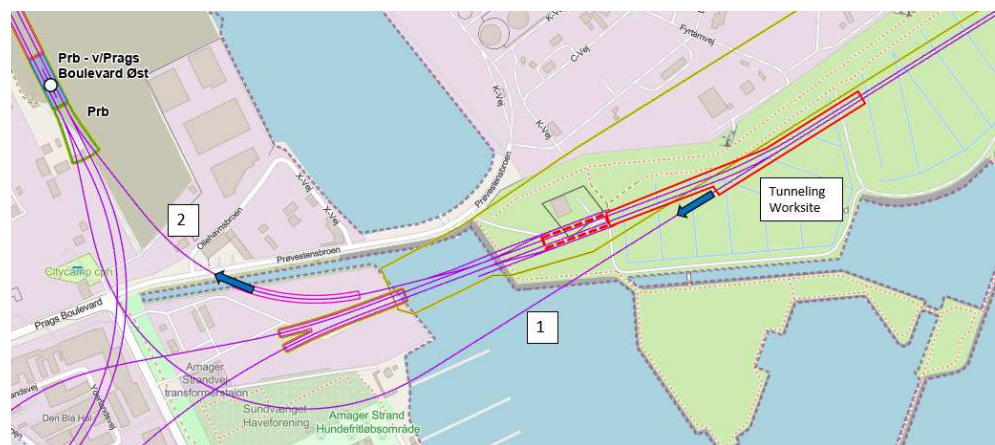 Prb - v/Prags
Boulevard Øst
Prb
K-Vej
C-Vej
Fyrtårnvej
K-Vej
K-Vej
Prøvestensbroen
X-Vej
X-Vej
Oliehavnsbroen
2
Prøvestensbroen
Tunneling
Worksite
Citycamp cph
Prags Boulevard
1
Amager
Strandvej
transformerstation
Sundvænget
Haveforening
Amager Strand
Hundefritløbsområde
Den Blå Hal